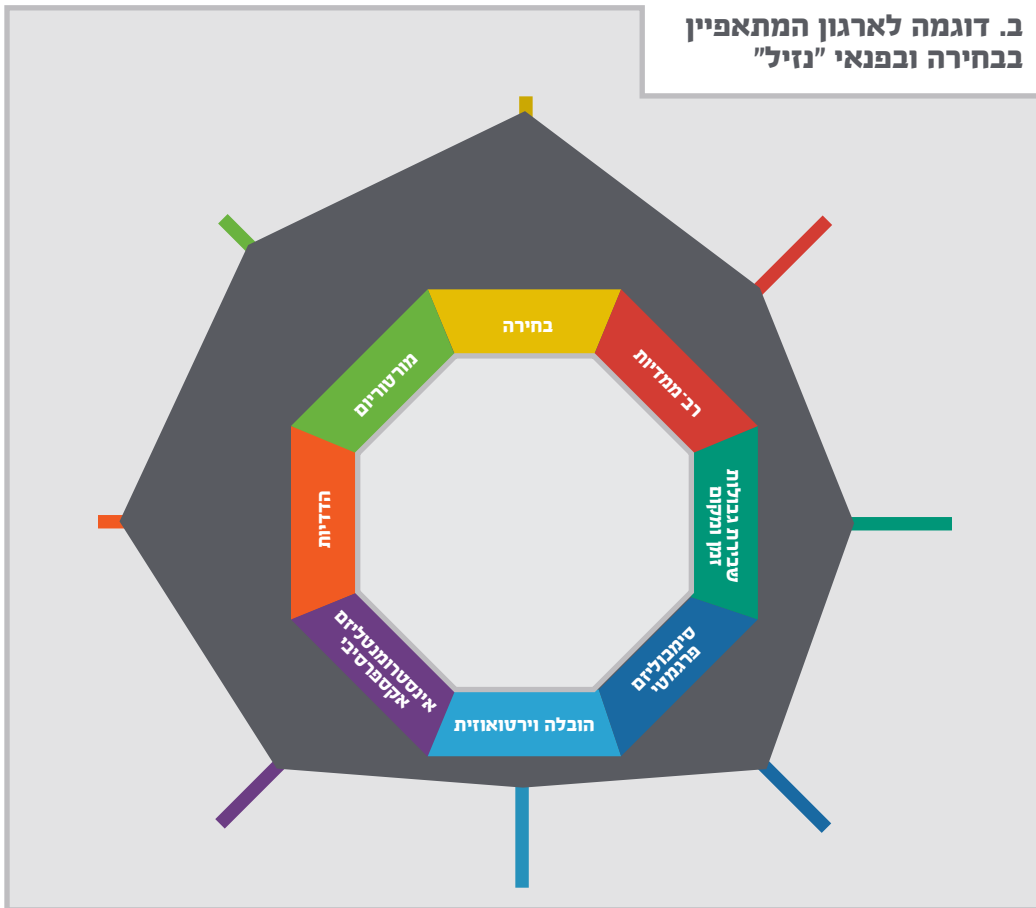 ב. דוגמה לארגון המתאפיין
בבחירה ובפנאי "נזיל"
בחירה
רב־ממדיות
שבירת גבולות
זמן ומקום
סימבוליזם
פרגמטי
הובלה וירטואוזית
אינסטרומנטליזם
אקספרסיבי
הדדיות
מורטוריום